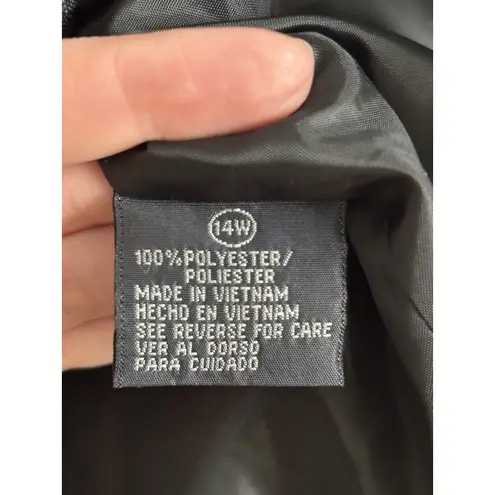 14W
100%POLYESTER/
POLIESTER
MADE IN VIETNAM
HECHO EN VIETNAM
SEE REVERSE FOR CARE
VER AL DORSO
PARA CUIDADO